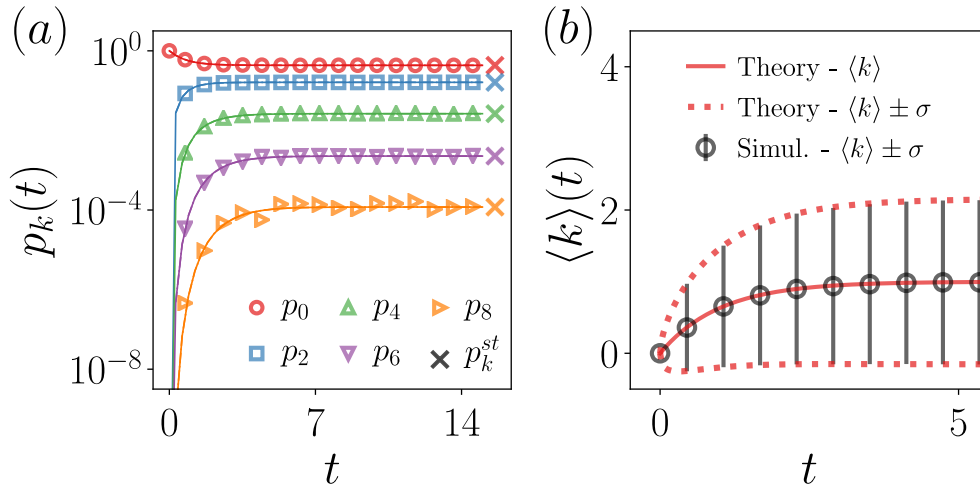 (a)
10^0
10^{-4}
10^{-8}
p_k(t)
p_0
p_4
p_8
p_2
p_6
p_k^{st}
0
7
14
t
(b)
4
2
0
⟨k⟩(t)
Theory - ⟨k⟩
Theory - ⟨k⟩ ± σ
Simul. - ⟨k⟩ ± σ
0
5
t